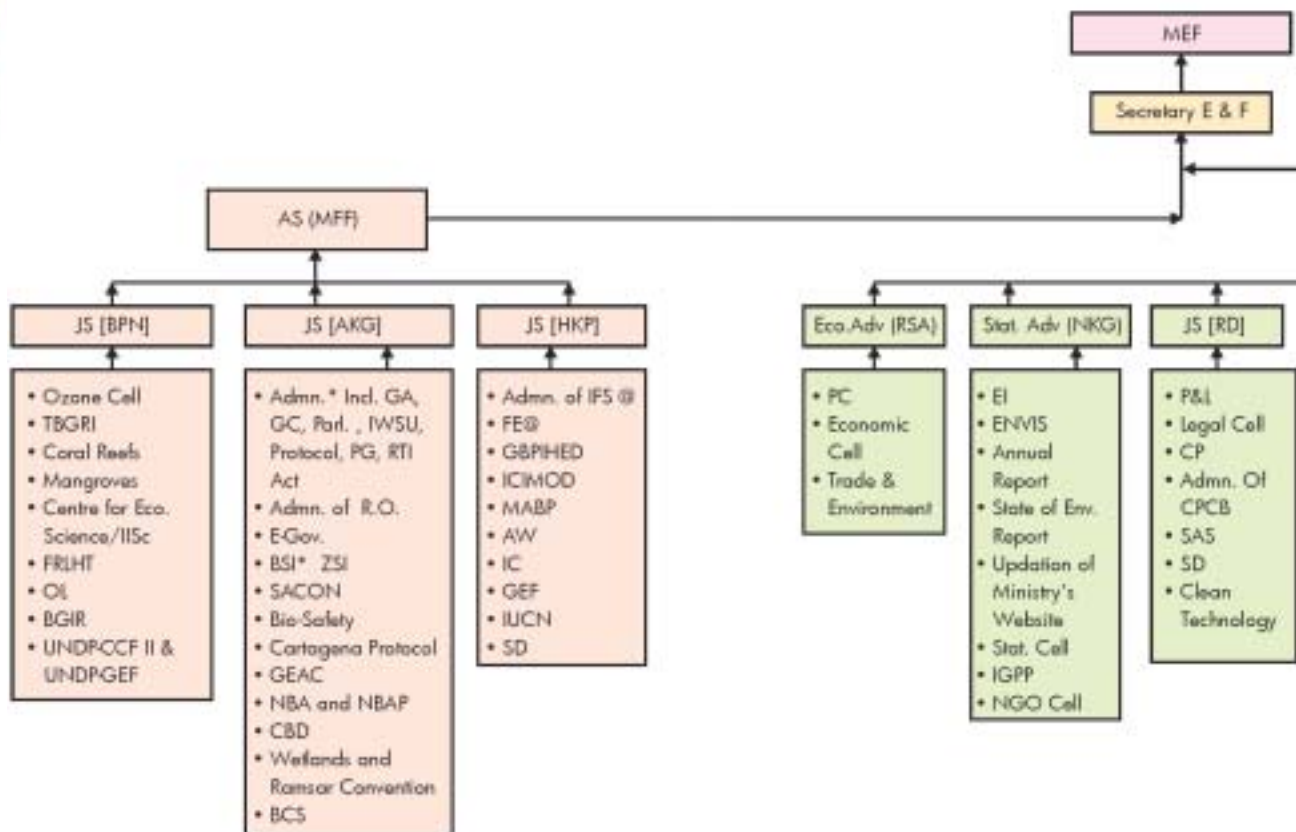 MEF
Secretary E & F
AS (MFF)
JS [BPN]
• Ozone Cell
• TBGRI
• Coral Reefs
• Mangroves
• Centre for Eco.
Science/IISc
• FRLHT
• OL
• BGIR
• UNDP-CCF II &
UNDP-GEF
JS [AKG]
• Admn.* Incl. GA,
GC, Parl. , IWSU,
Protocol, PG, RTI
Act
• Admn. of R.O.
• E-Gov.
• BSI* ZSI
• SACON
• Bio-Safety
• Cartagena Protocol
• GEAC
• NBA and NBAP
• CBD
• Wetlands and
Ramsar Convention
• BCS
JS [HKP]
• Admn. of IFS @
• FE@
• GBPIHED
• ICIMOD
• MABP
• AW
• IC
• GEF
• IUCN
• SD
Eco.Adv (RSA)
• PC
• Economic
Cell
• Trade &
Environment
Stat. Adv (NKG)
• EI
• ENVIS
• Annual
Report
• State of Env.
Report
• Updation of
Ministry's
Website
• Stat. Cell
• IGPP
• NGO Cell
JS [RD]
• P&L
• Legal Cell
• CP
• Admn. Of
CPCB
• SAS
• SD
• Clean
Technology